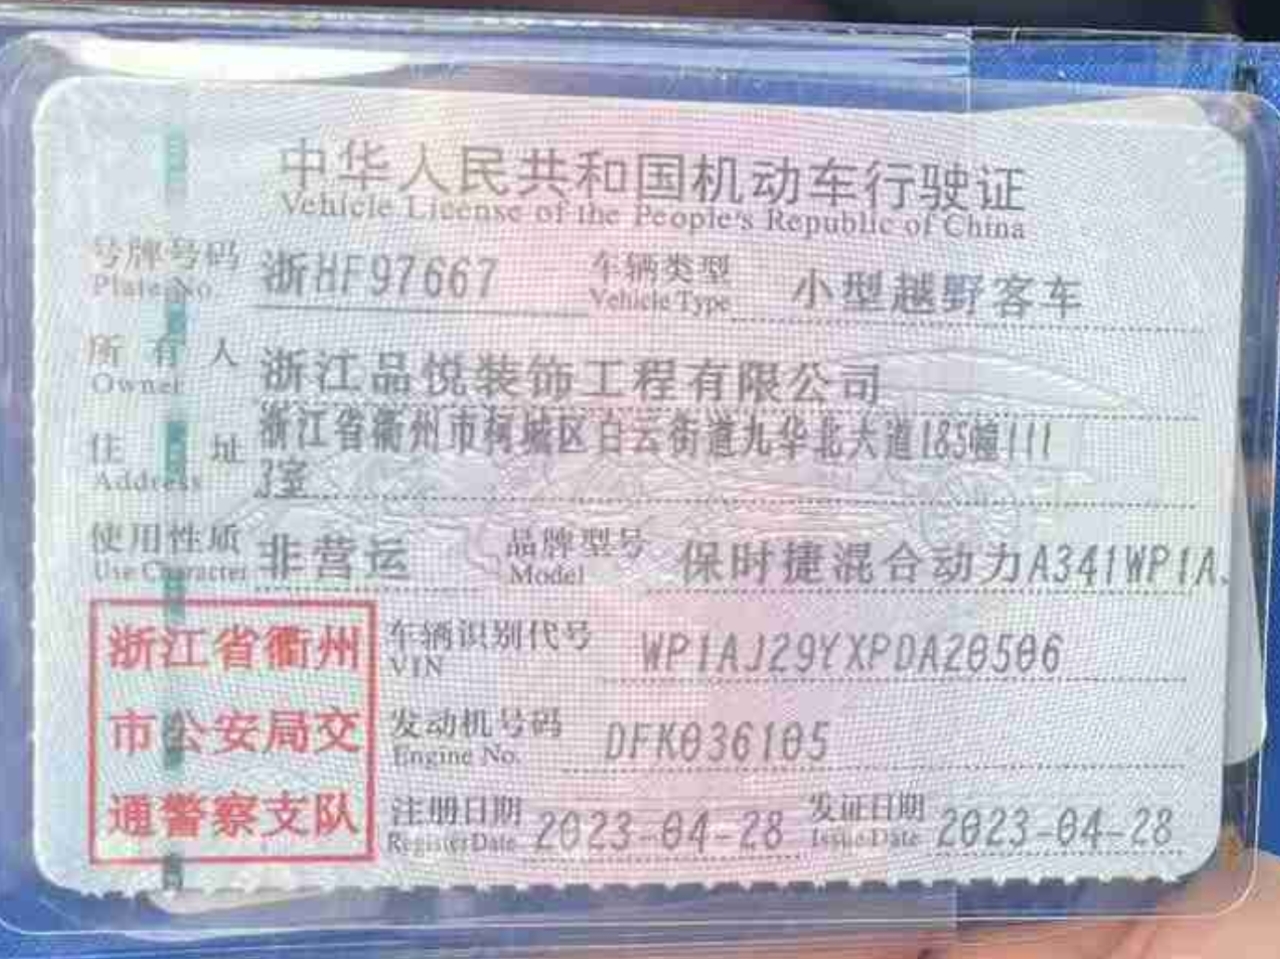 中华人民共和国机动车行驶证
Vehicle License of the People's Republic of China
号牌号码 浙HF97667 车辆类型 小型越野客车
Plate No. Vehicle Type
所有人 浙江品悦装饰工程有限公司
Owner
住址 浙江省衢州市柯城区白云街道九华北大道185幢111
Address 3室
使用性质 非营运 品牌型号 保时捷混合动力A341WP1A
Use Character Model
浙江省衢州
市公安局交
通警察支队
车辆识别代号 WP1AJ29YXPDA20506
VIN
发动机号码 DFK036105
Engine No.
注册日期 2023-04-28 发证日期 2023-04-28
Register Date Issue Date